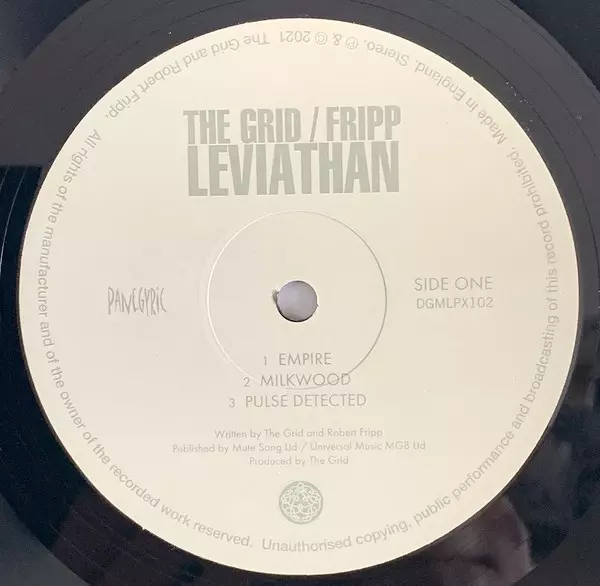 THE GRID / FRIPP
LEVIATHAN
PANEGYRIC
SIDE ONE
DGMLPX102
1 EMPIRE
2 MILKWOOD
3 PULSE DETECTED
Written by The Grid and Robert Fripp
Published by Mute Song Ltd / Universal Music MGB Ltd
Produced by The Grid
Made in England. Stereo. ℗ & © 2021 The Grid and Robert Fripp. All rights of the manufacturer and of the owner of the recorded work reserved. Unauthorised copying, public performance and broadcasting of this record prohibited.